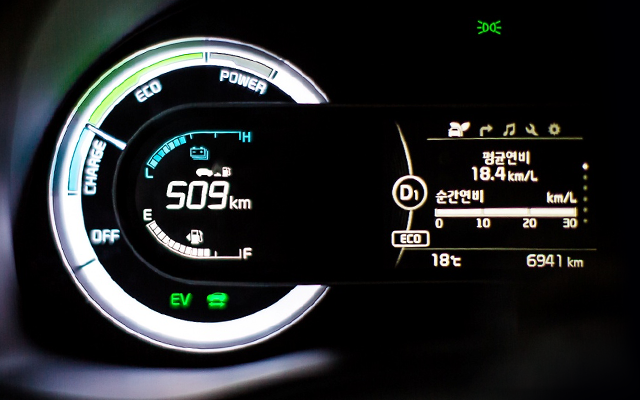 ECO
POWER
CHARGE
OFF
H
L
509km
E
F
EV
D1
ECO
평균연비
18.4km/L
순간연비 km/L
0 10 20 30
18℃ 6941 km